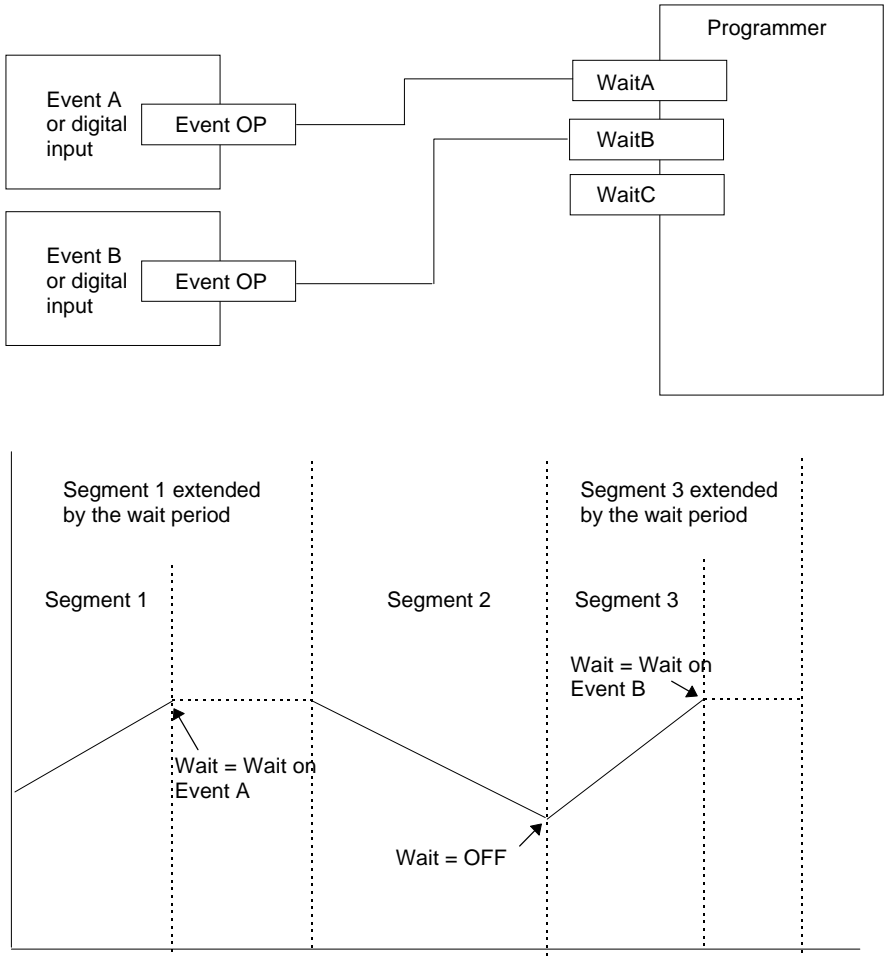 Programmer
Event A
or digital
input
Event OP
WaitA
WaitB
WaitC
Event B
or digital
input
Event OP
Segment 1 extended
by the wait period
Segment 3 extended
by the wait period
Segment 1
Segment 2
Segment 3
Wait = Wait on
Event B
Wait = Wait on
Event A
Wait = OFF